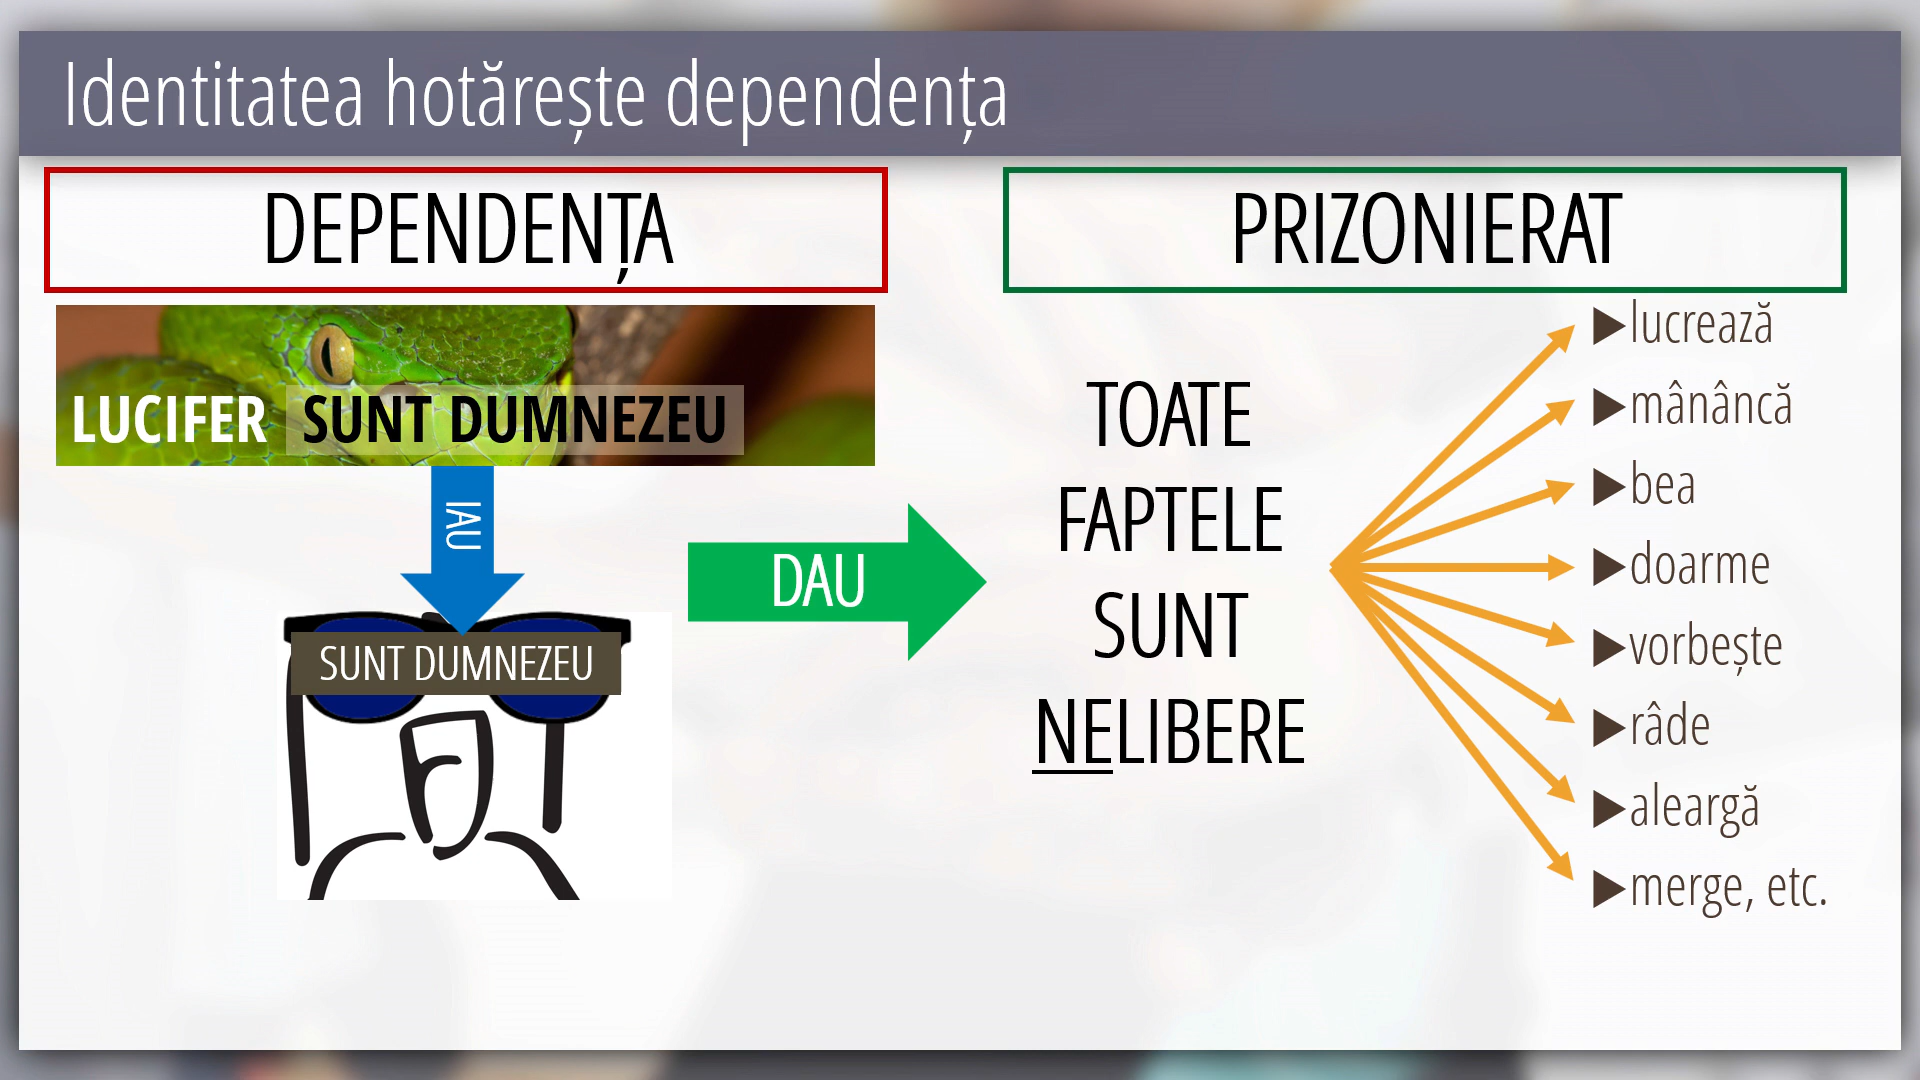 Identitatea hotărește dependența
DEPENDENȚA
LUCIFER SUNT DUMNEZEU
IAU
SUNT DUMNEZEU
DAU
PRIZONIERAT
TOATE
FAPTELE
SUNT
NELIBERE
lucrează
mânâncă
bea
doarme
vorbește
râde
aleargă
merge, etc.